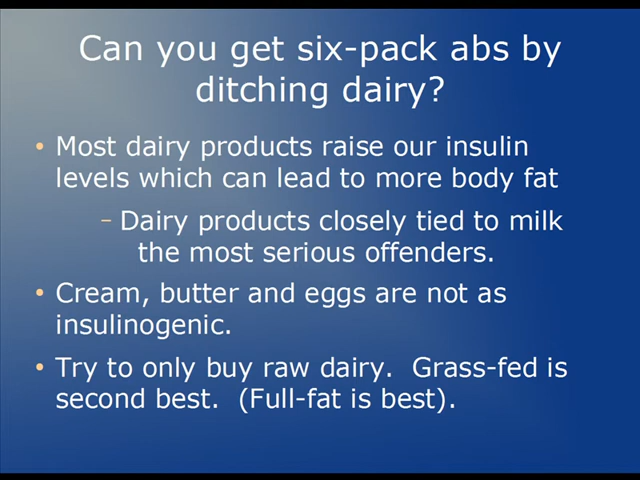 Can you get six-pack abs by
ditching dairy?
• Most dairy products raise our insulin
levels which can lead to more body fat
– Dairy products closely tied to milk
the most serious offenders.
• Cream, butter and eggs are not as
insulinogenic.
• Try to only buy raw dairy.  Grass-fed is
second best.  (Full-fat is best).